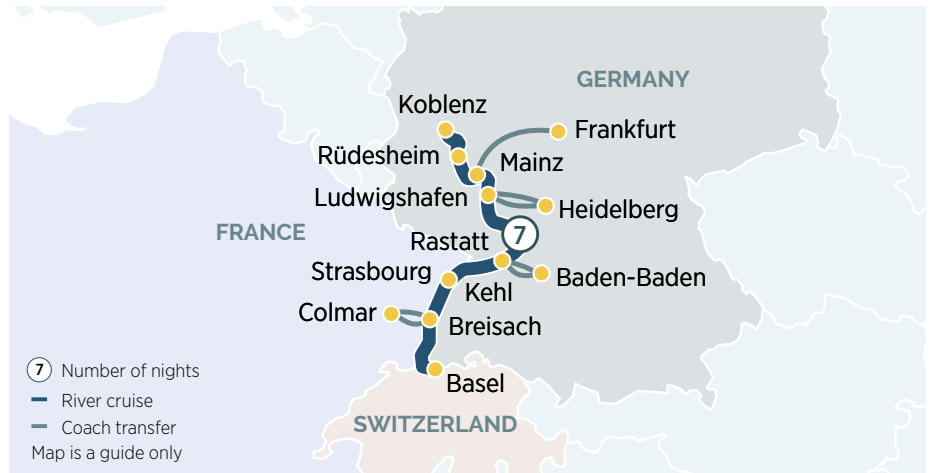 GERMANY
Koblenz
Frankfurt
Rüdesheim
Mainz
Ludwigshafen
Heidelberg
FRANCE
7
Rastatt
Strasbourg
Baden-Baden
Kehl
Colmar
Breisach
Basel
SWITZERLAND
7 Number of nights
River cruise
Coach transfer
Map is a guide only